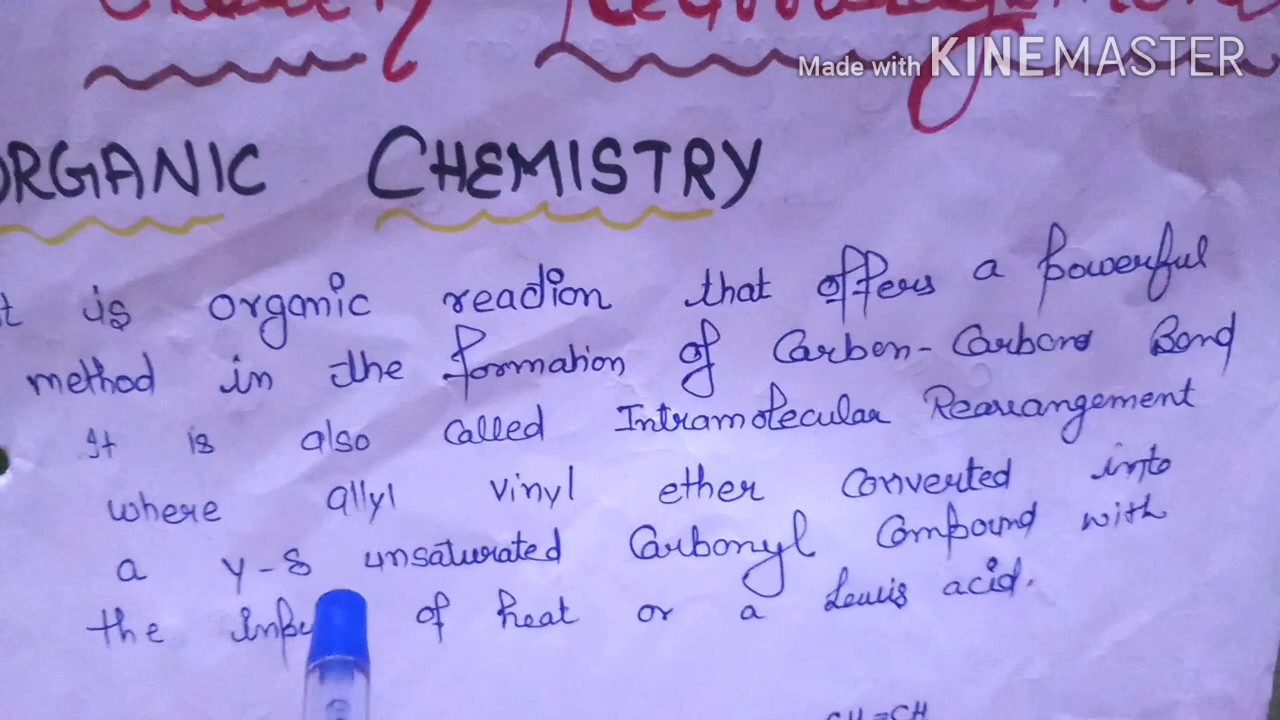 Made with KINEMASTER
ORGANIC CHEMISTRY
is organic reaction that offers a powerful
method in the formation of Carbon-Carbon Bond
It is also called Intramolecular Rearrangement
where allyl vinyl ether converted into
a γ-δ unsaturated Carbonyl Compound with
the of heat or a Lewis acid.